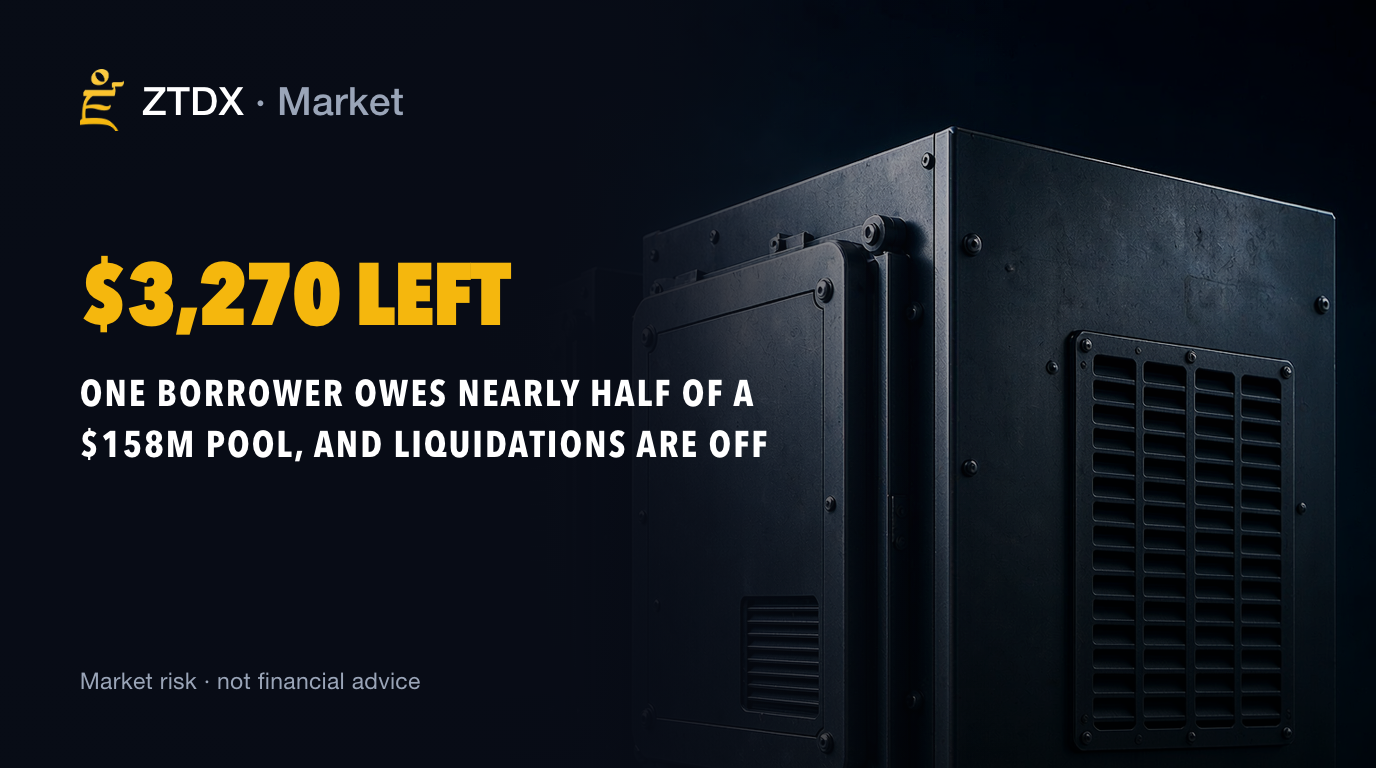 ZTDX · Market
$3,270 LEFT
ONE BORROWER OWES NEARLY HALF OF A
$158M POOL, AND LIQUIDATIONS ARE OFF
Market risk · not financial advice